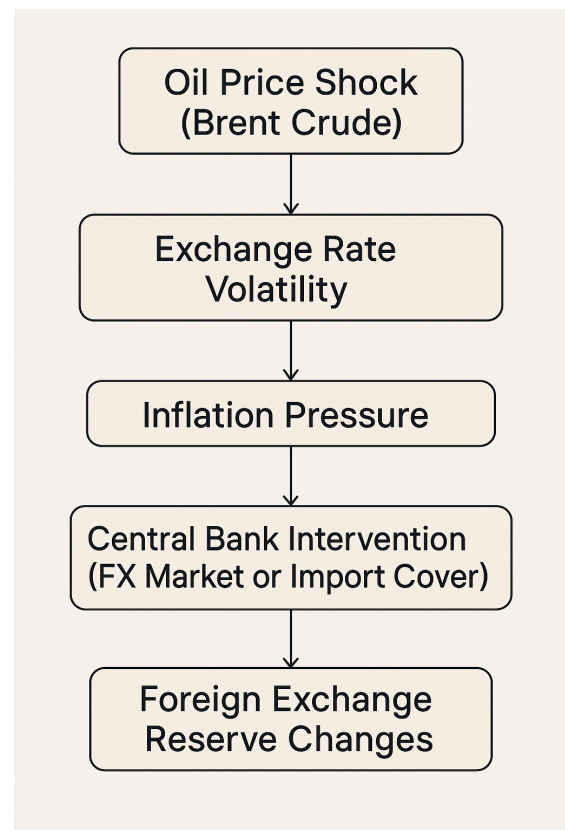 Oil Price Shock
(Brent Crude)
Exchange Rate
Volatility
Inflation Pressure
Central Bank Intervention
(FX Market or Import Cover)
Foreign Exchange
Reserve Changes